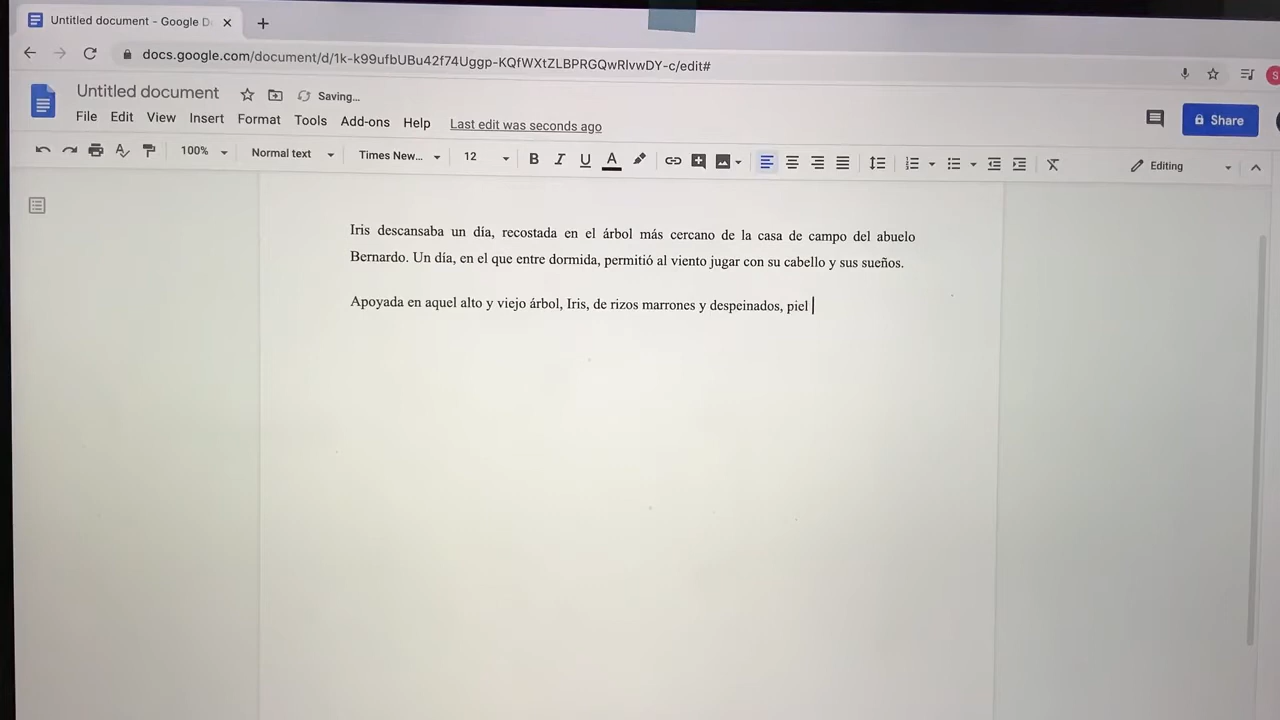 Untitled document - Google D
docs.google.com/document/d/1k-k99ufbUBu42f74Uggp-KQfWXtZLBPRGQwRIvwDY-c/edit#
Untitled document Saving...
File Edit View Insert Format Tools Add-ons Help Last edit was seconds ago
Share
100% Normal text Times New... 12 B I U A Editing
Iris descansaba un día, recostada en el árbol más cercano de la casa de campo del abuelo
Bernardo. Un día, en el que entre dormida, permitió al viento jugar con su cabello y sus sueños.
Apoyada en aquel alto y viejo árbol, Iris, de rizos marrones y despeinados, piel